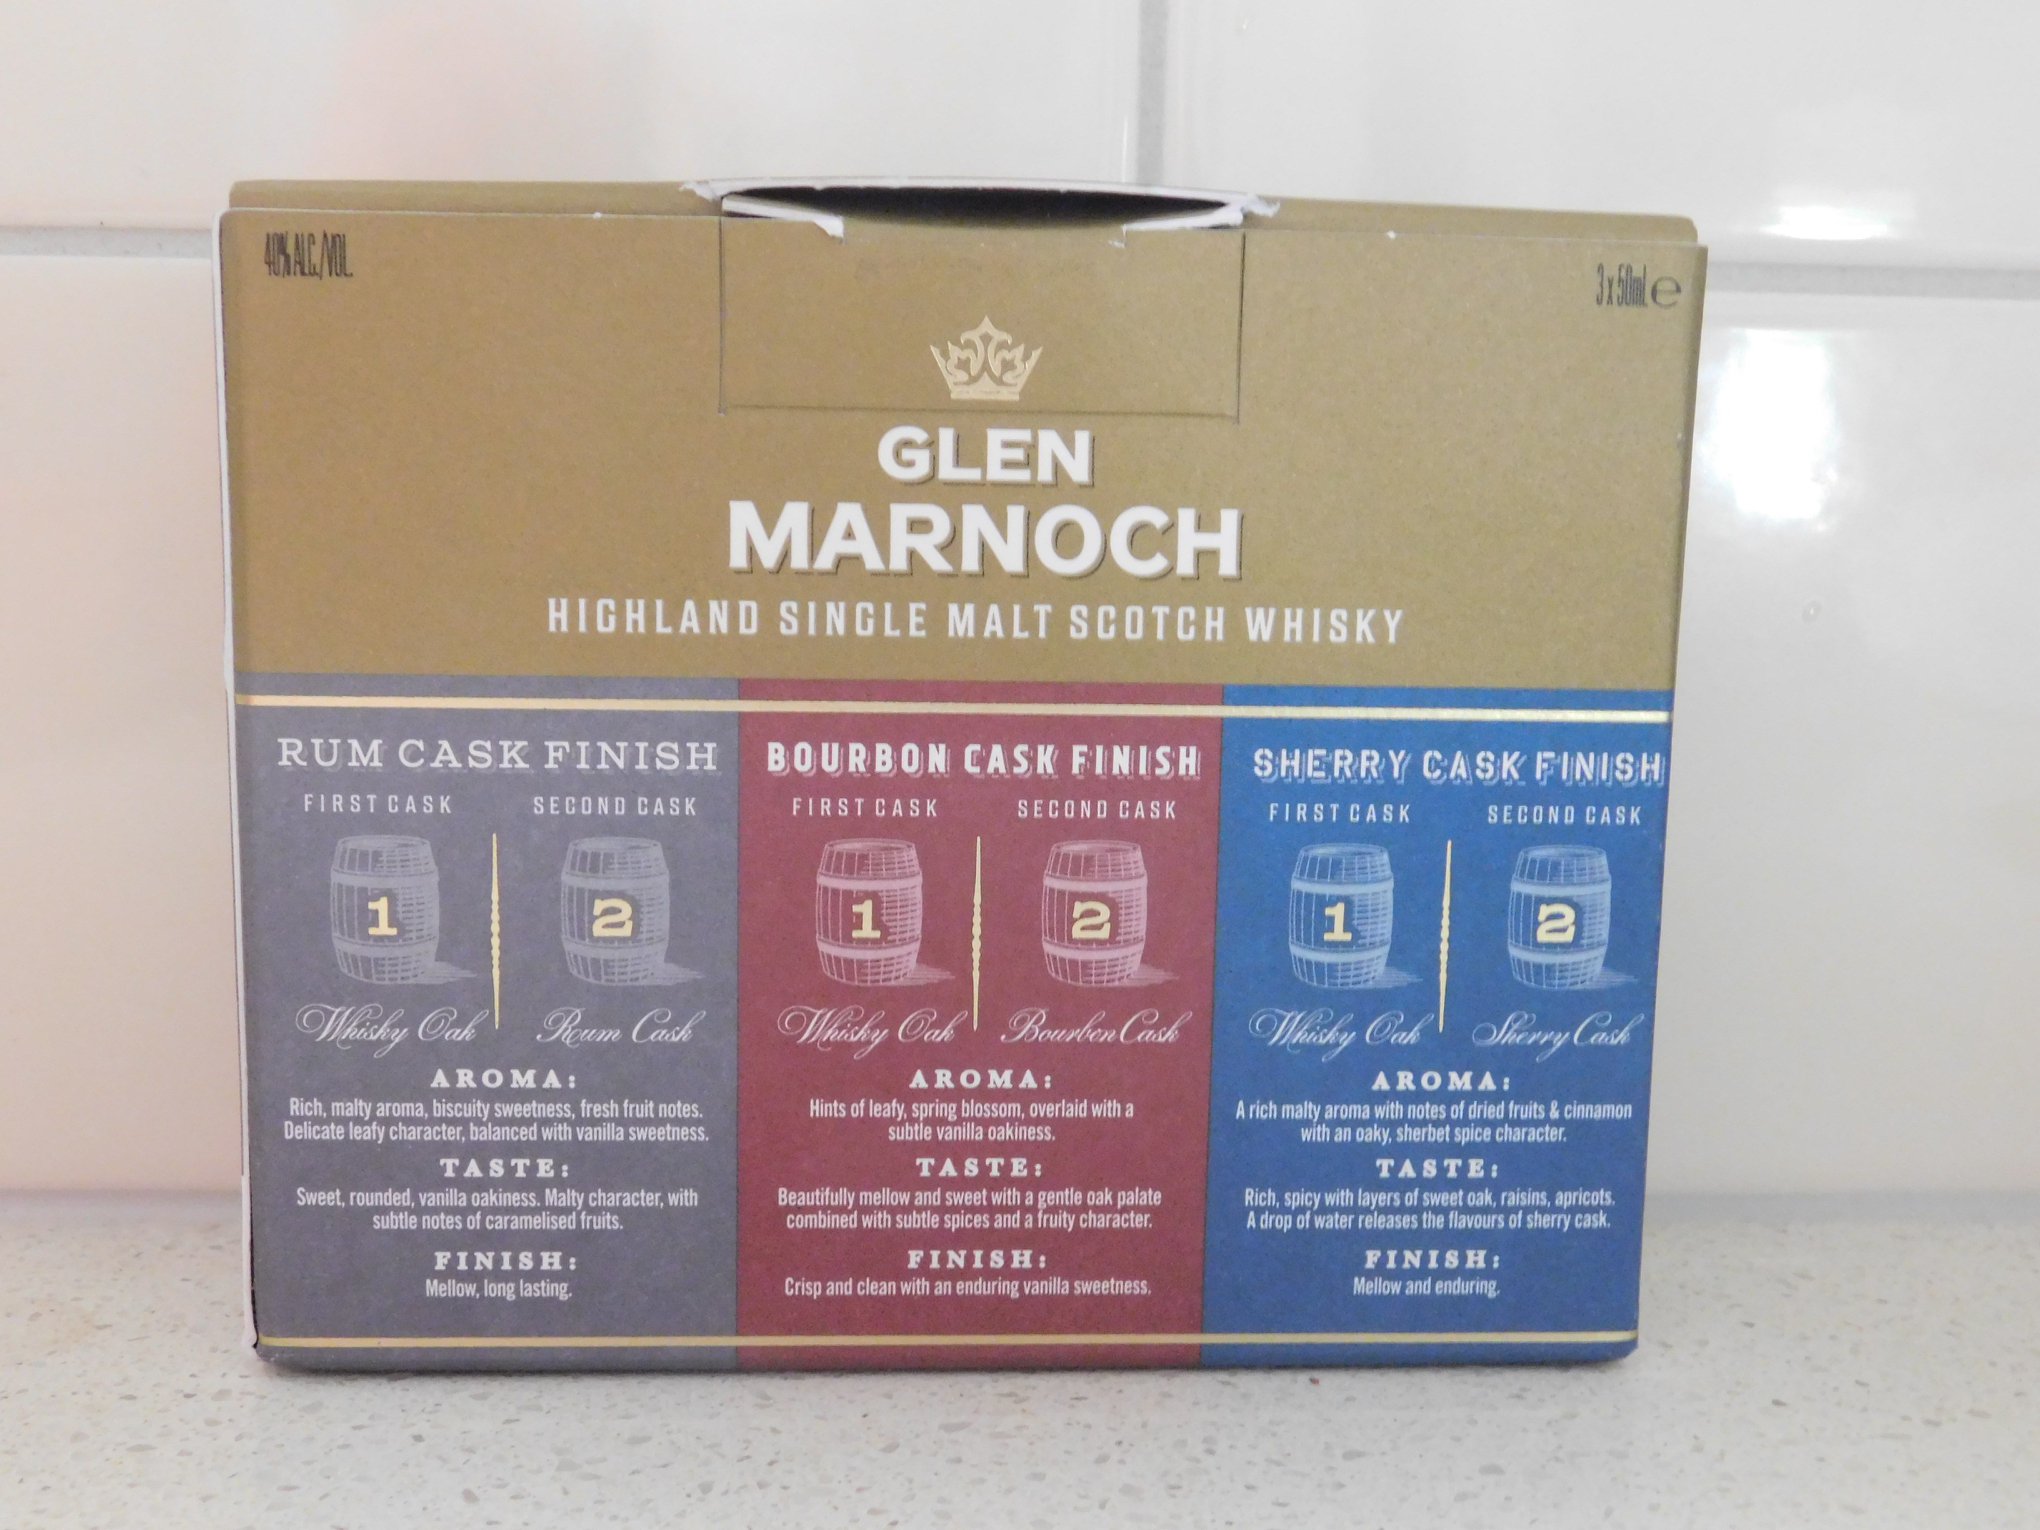 40% ALC./VOL.
3 x 50ml e
GLEN
MARNOCH
HIGHLAND SINGLE MALT SCOTCH WHISKY
RUM CASK FINISH
FIRST CASK SECOND CASK
1 2
Whisky Oak Rum Cask
AROMA:
Rich, malty aroma, biscuity sweetness, fresh fruit notes.
Delicate leafy character, balanced with vanilla sweetness.
TASTE:
Sweet, rounded, vanilla oakiness. Malty character, with
subtle notes of caramelised fruits.
FINISH:
Mellow, long lasting.
BOURBON CASK FINISH
FIRST CASK SECOND CASK
1 2
Whisky Oak Bourbon Cask
AROMA:
Hints of leafy, spring blossom, overlaid with a
subtle vanilla oakiness.
TASTE:
Beautifully mellow and sweet with a gentle oak palate
combined with subtle spices and a fruity character.
FINISH:
Crisp and clean with an enduring vanilla sweetness.
SHERRY CASK FINISH
FIRST CASK SECOND CASK
1 2
Whisky Oak Sherry Cask
AROMA:
A rich malty aroma with notes of dried fruits & cinnamon
with an oaky, sherbet spice character.
TASTE:
Rich, spicy with layers of sweet oak, raisins, apricots.
A drop of water releases the flavours of sherry cask.
FINISH:
Mellow and enduring.